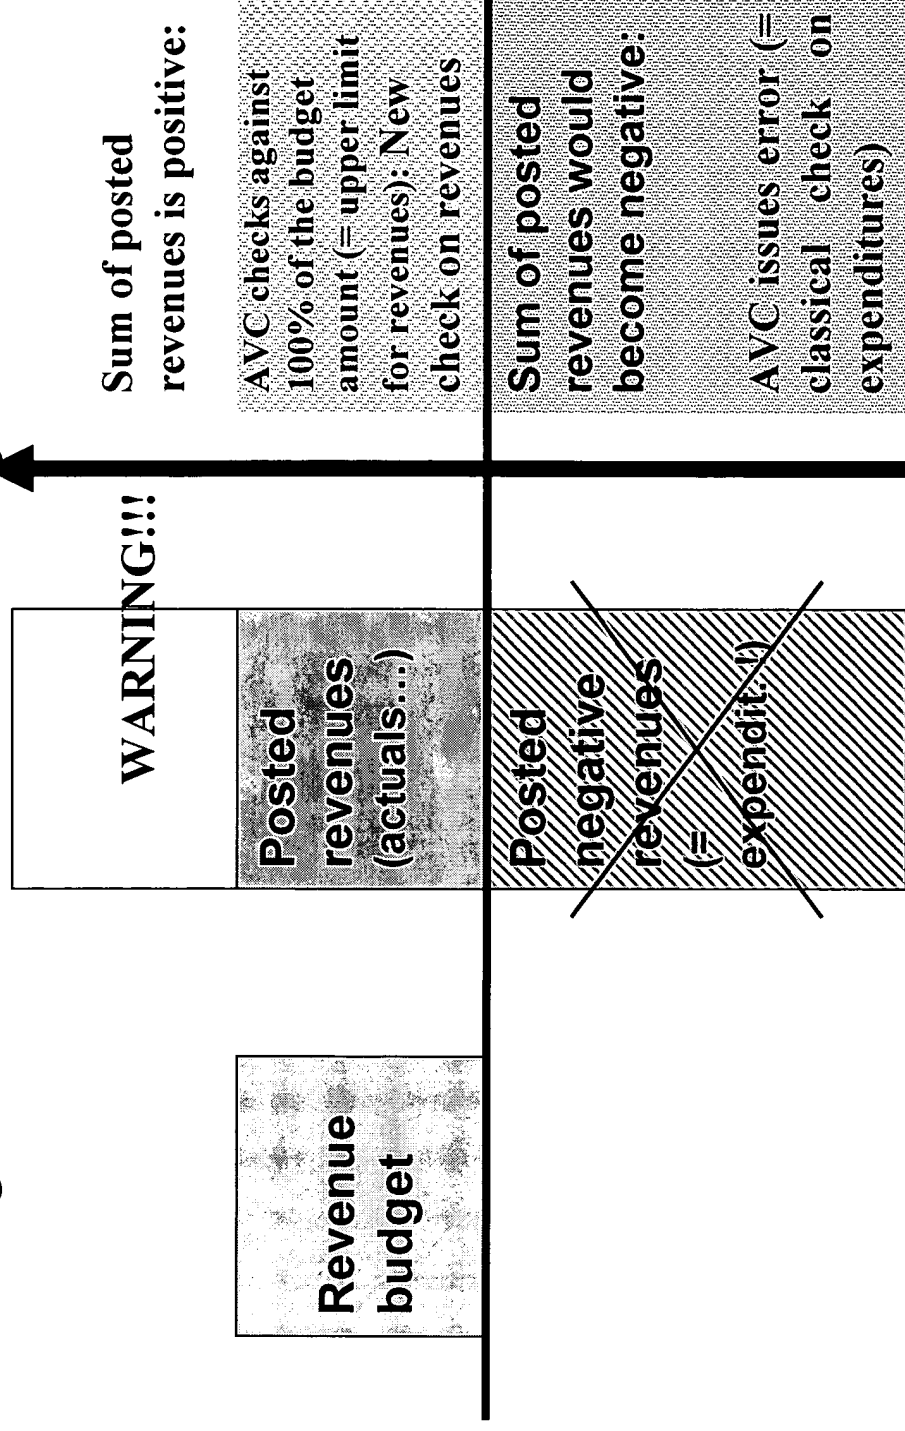 Sum of posted
revenues is positive:
WARNING!!!
Revenue
budget
Posted
revenues
(actuals....)
AVC checks against
100% of the budget
amount (= upper limit
for revenues): New
check on revenues
Posted
negative
revenues
(=
expendit. !)
Sum of posted
revenues would
become negative:
AVC issues error (=
classical check on
expenditures)